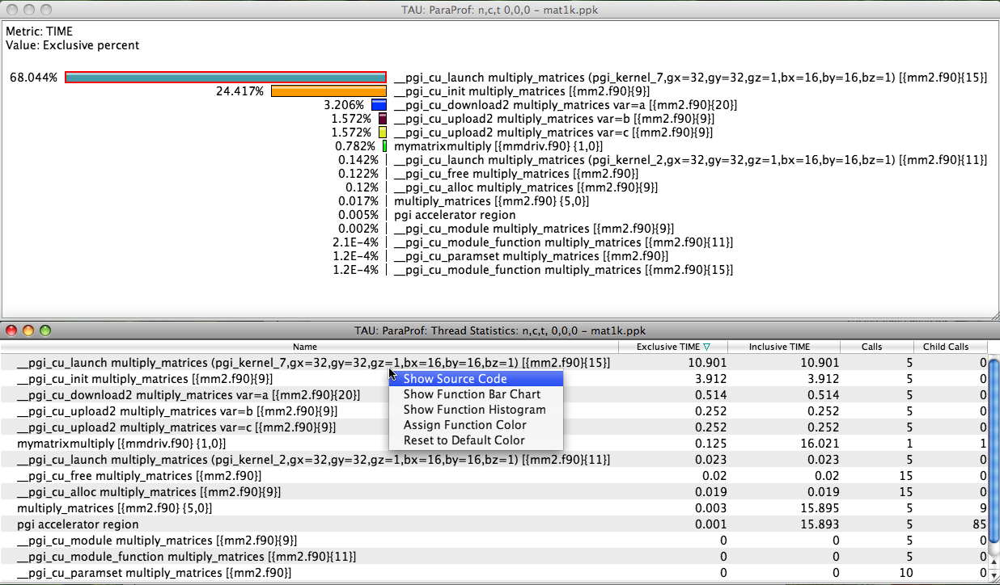 TAU: ParaProf: n,c,t 0,0,0 – mat1k.ppk
Metric: TIME
Value: Exclusive percent
68.044% __pgi_cu_launch multiply_matrices (pgi_kernel_7,gx=32,gy=32,gz=1,bx=16,by=16,bz=1) [{mm2.f90}{15}]
24.417% __pgi_cu_init multiply_matrices [{mm2.f90}{9}]
3.206% __pgi_cu_download2 multiply_matrices var=a [{mm2.f90}{20}]
1.572% __pgi_cu_upload2 multiply_matrices var=b [{mm2.f90}{9}]
1.572% __pgi_cu_upload2 multiply_matrices var=c [{mm2.f90}{9}]
0.782% mymatrixmultiply [{mmdriv.f90} {1,0}]
0.142% __pgi_cu_launch multiply_matrices (pgi_kernel_2,gx=32,gy=32,gz=1,bx=16,by=16,bz=1) [{mm2.f90}{11}]
0.122% __pgi_cu_free multiply_matrices [{mm2.f90}]
0.12% __pgi_cu_alloc multiply_matrices [{mm2.f90}{9}]
0.017% multiply_matrices [{mm2.f90} {5,0}]
0.005% pgi accelerator region
0.002% __pgi_cu_module multiply_matrices [{mm2.f90}{9}]
2.1E-4% __pgi_cu_module_function multiply_matrices [{mm2.f90}{11}]
1.2E-4% __pgi_cu_paramset multiply_matrices [{mm2.f90}]
1.2E-4% __pgi_cu_module_function multiply_matrices [{mm2.f90}{15}]
TAU: ParaProf: Thread Statistics: n,c,t, 0,0,0 – mat1k.ppk
Name Exclusive TIME ▽ Inclusive TIME Calls Child Calls
__pgi_cu_launch multiply_matrices (pgi_kernel_7,gx=32,gy=32,gz=1,bx=16,by=16,bz=1) [{mm2.f90}{15}] 10.901 10.901 5 0
__pgi_cu_init multiply_matrices [{mm2.f90}{9}] Show Source Code 3.912 3.912 5 0
__pgi_cu_download2 multiply_matrices var=a [{mm2.f90}{20}] Show Function Bar Chart 0.514 0.514 5 0
__pgi_cu_upload2 multiply_matrices var=b [{mm2.f90}{9}] Show Function Histogram 0.252 0.252 5 0
__pgi_cu_upload2 multiply_matrices var=c [{mm2.f90}{9}] Assign Function Color 0.252 0.252 5 0
mymatrixmultiply [{mmdriv.f90} {1,0}] Reset to Default Color 0.125 16.021 1 1
__pgi_cu_launch multiply_matrices (pgi_kernel_2,gx=32,gy=32,gz=1,bx=16,by=16,bz=1) [{mm2.f90}{11}] 0.023 0.023 5 0
__pgi_cu_free multiply_matrices [{mm2.f90}] 0.02 0.02 15 0
__pgi_cu_alloc multiply_matrices [{mm2.f90}{9}] 0.019 0.019 15 0
multiply_matrices [{mm2.f90} {5,0}] 0.003 15.895 5 9
pgi accelerator region 0.001 15.893 5 85
__pgi_cu_module multiply_matrices [{mm2.f90}{9}] 0 0 5 0
__pgi_cu_module_function multiply_matrices [{mm2.f90}{11}] 0 0 5 0
__pgi_cu_paramset multiply_matrices [{mm2.f90}] 0 0 10 0